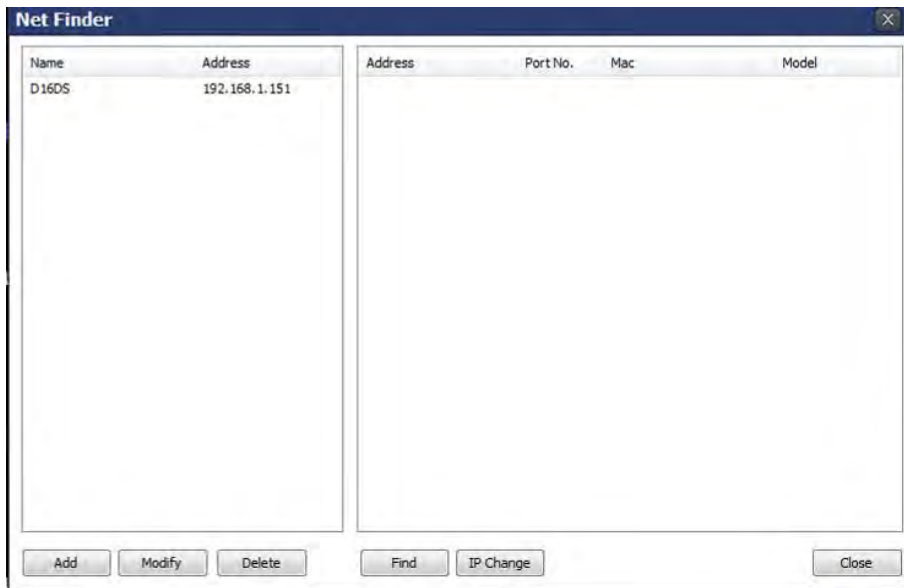 Net Finder
Name Address Address Port No. Mac Model
D16DS 192.168.1.151
Add Modify Delete Find IP Change Close